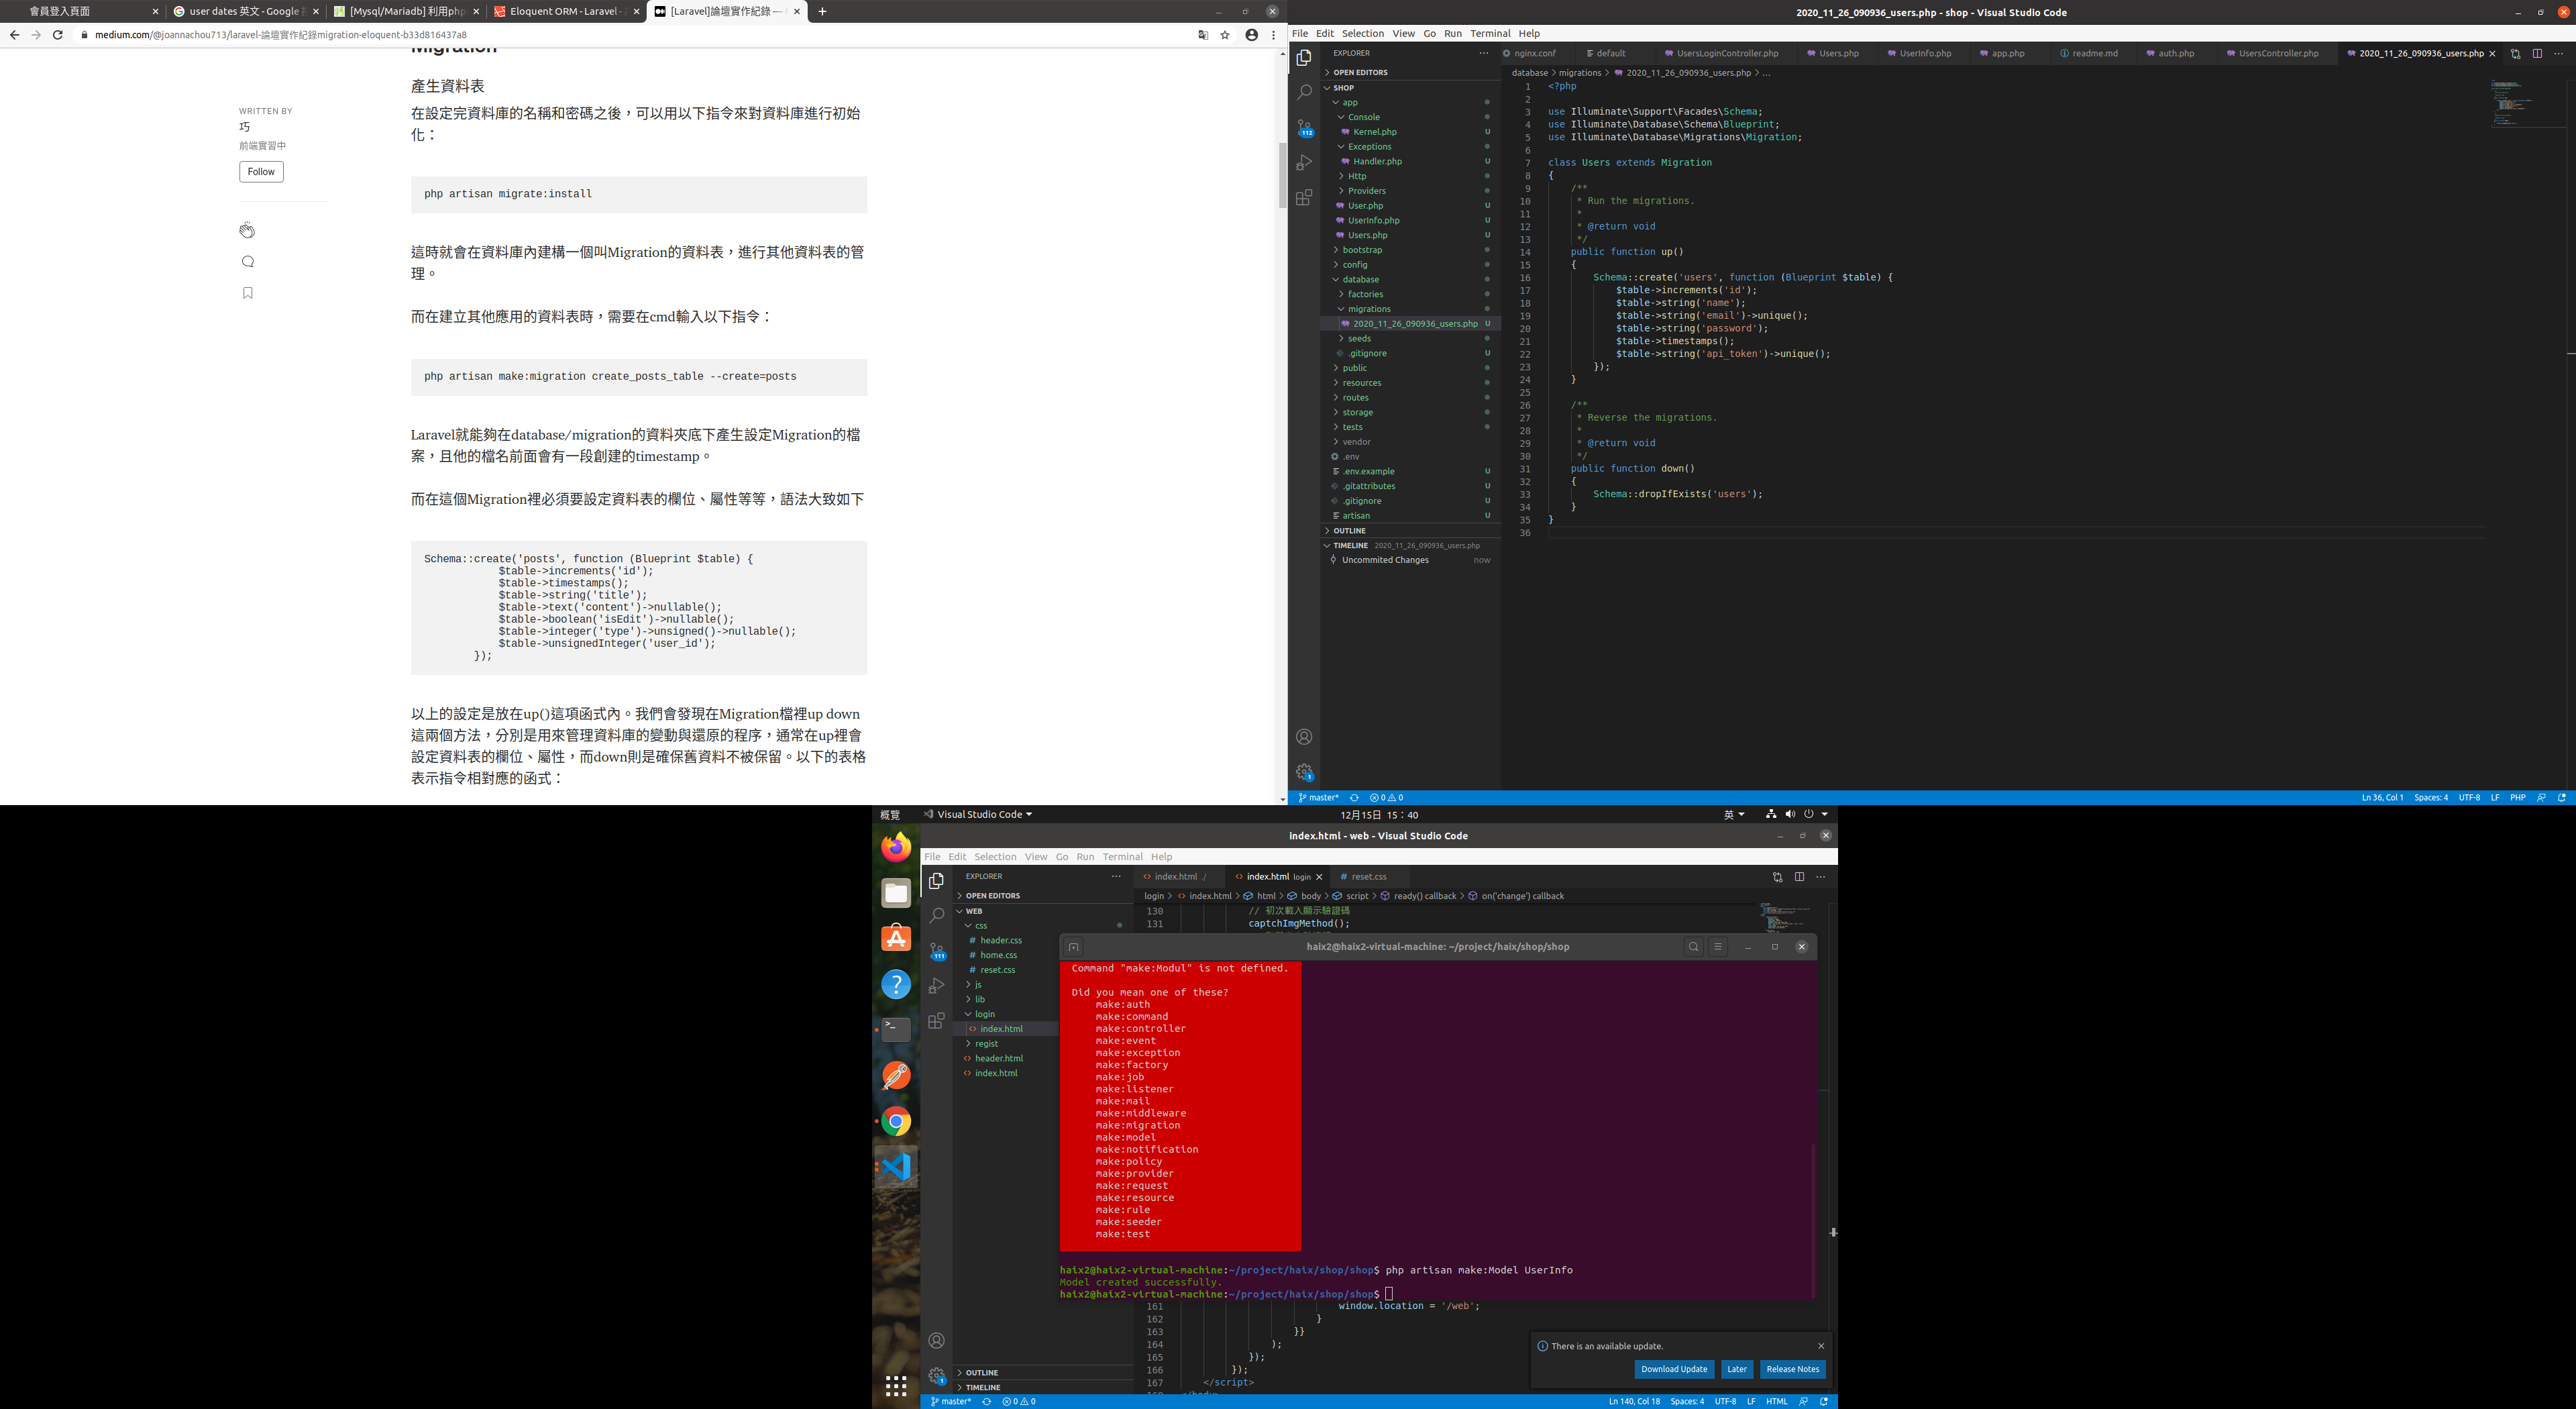 會員登入頁面
user dates 英文 - Google
[Mysql/Mariadb] 利用php
Eloquent ORM - Laravel -
[Laravel]論壇實作紀錄 —
medium.com/@joannachou713/laravel-論壇實作紀錄migration-eloquent-b33d816437a8
Migration
產生資料表
在設定完資料庫的名稱和密碼之後，可以用以下指令來對資料庫進行初始
化：
WRITTEN BY
巧
前端實習中
Follow
php artisan migrate:install
這時就會在資料庫內建構一個叫Migration的資料表，進行其他資料表的管
理。
而在建立其他應用的資料表時，需要在cmd輸入以下指令：
php artisan make:migration create_posts_table --create=posts
Laravel就能夠在database/migration的資料夾底下產生設定Migration的檔
案，且他的檔名前面會有一段創建的timestamp。
而在這個Migration裡必須要設定資料表的欄位、屬性等等，語法大致如下
Schema::create('posts', function (Blueprint $table) {
$table->increments('id');
$table->timestamps();
$table->string('title');
$table->text('content')->nullable();
$table->boolean('isEdit')->nullable();
$table->integer('type')->unsigned()->nullable();
$table->unsignedInteger('user_id');
});
以上的設定是放在up()這項函式內。我們會發現在Migration檔裡up down
這兩個方法，分別是用來管理資料庫的變動與還原的程序，通常在up裡會
設定資料表的欄位、屬性，而down則是確保舊資料不被保留。以下的表格
表示指令相對應的函式：
2020_11_26_090936_users.php - shop - Visual Studio Code
File Edit Selection View Go Run Terminal Help
EXPLORER
nginx.conf default UsersLoginController.php Users.php UserInfo.php app.php readme.md auth.php UsersController.php 2020_11_26_090936_users.php
database > migrations > 2020_11_26_090936_users.php > ...
OPEN EDITORS
SHOP
app
Console
Kernel.php U
Exceptions
Handler.php U
Http
Providers
User.php U
UserInfo.php U
Users.php U
bootstrap
config
database
factories
migrations
2020_11_26_090936_users.php U
seeds
.gitignore U
public
resources
routes
storage
tests
vendor
.env
.env.example U
.gitattributes U
.gitignore U
artisan U
OUTLINE
TIMELINE 2020_11_26_090936_users.php
Uncommited Changes now
112
1
1 <?php
2
3 use Illuminate\Support\Facades\Schema;
4 use Illuminate\Database\Schema\Blueprint;
5 use Illuminate\Database\Migrations\Migration;
6
7 class Users extends Migration
8 {
9 /**
10 * Run the migrations.
11 *
12 * @return void
13 */
14 public function up()
15 {
16 Schema::create('users', function (Blueprint $table) {
17 $table->increments('id');
18 $table->string('name');
19 $table->string('email')->unique();
20 $table->string('password');
21 $table->timestamps();
22 $table->string('api_token')->unique();
23 });
24 }
25
26 /**
27 * Reverse the migrations.
28 *
29 * @return void
30 */
31 public function down()
32 {
33 Schema::dropIfExists('users');
34 }
35 }
36
master* 0 0
Ln 36, Col 1 Spaces: 4 UTF-8 LF PHP
概覽 Visual Studio Code 12月15日 15：40 英
index.html - web - Visual Studio Code
File Edit Selection View Go Run Terminal Help
EXPLORER
index.html ./ index.html login reset.css
OPEN EDITORS
login > index.html > html > body > script > ready() callback > on('change') callback
WEB
css
header.css
home.css
reset.css
js
lib
login
index.html
regist
header.html
index.html
OUTLINE
TIMELINE
111
1
130 // 初次載入顯示驗證碼
131 captchImgMethod();
haix2@haix2-virtual-machine: ~/project/haix/shop/shop
Command "make:Modul" is not defined.
Did you mean one of these?
make:auth
make:command
make:controller
make:event
make:exception
make:factory
make:job
make:listener
make:mail
make:middleware
make:migration
make:model
make:notification
make:policy
make:provider
make:request
make:resource
make:rule
make:seeder
make:test
haix2@haix2-virtual-machine:~/project/haix/shop/shop$ php artisan make:Model UserInfo
Model created successfully.
haix2@haix2-virtual-machine:~/project/haix/shop/shop$
161 window.location = '/web';
162 }
163 }}
164 );
165 });
166 });
167 </script>
There is an available update.
Download Update Later Release Notes
master* 0 0
Ln 140, Col 18 Spaces: 4 UTF-8 LF HTML